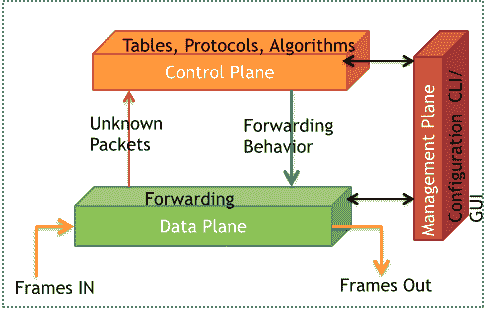 Tables, Protocols, Algorithms
Control Plane
Unknown
Packets
Forwarding
Behavior
Management Plane
Configuration CLI/
GUI
Forwarding
Data Plane
Frames IN
Frames Out